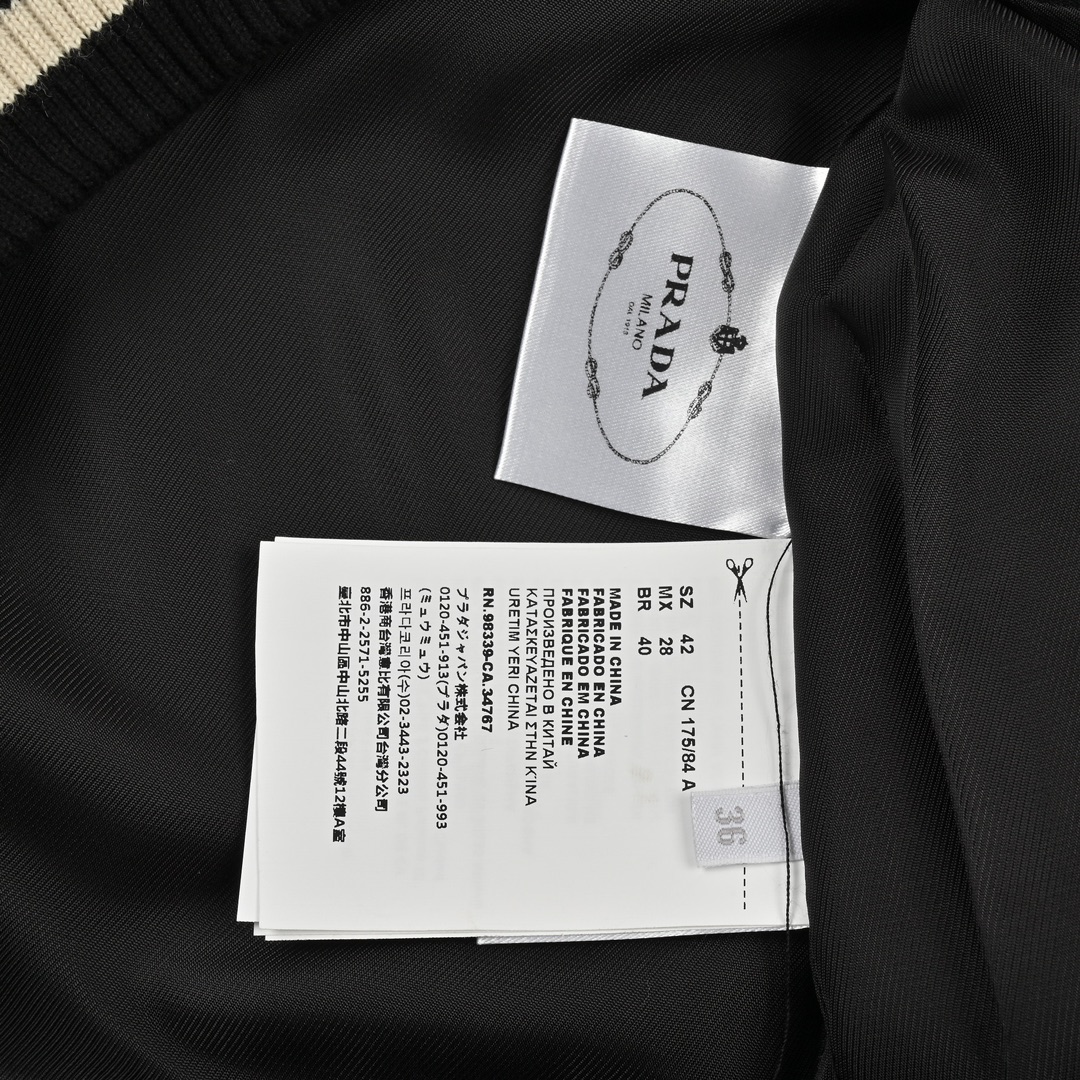 PRADA
MILANO
DAL 1913
SZ 42 CN 175/84 A
MX 28
BR 40
MADE IN CHINA
FABRICADO EN CHINA
FABRICADO EM CHINA
FABRIQUE EN CHINE
ПРОИЗВЕДЕНО В КИТАЙ
ΚΑΤΑΣΚΕΥΑΖΕΤΑΙ ΣΤΗΝ Κ'ΙΝΑ
URETIM YERI CHINA
RN.98339-CA.34767
プラダジャパン株式会社
0120-451-913(プラダ)0120-451-993
(ミュウミュウ)
프라다코리아(수)02-3443-2323
香港商台灣意比有限公司台灣分公司
886-2-2571-5255
臺北市中山區中山北路二段44號12樓A室
36